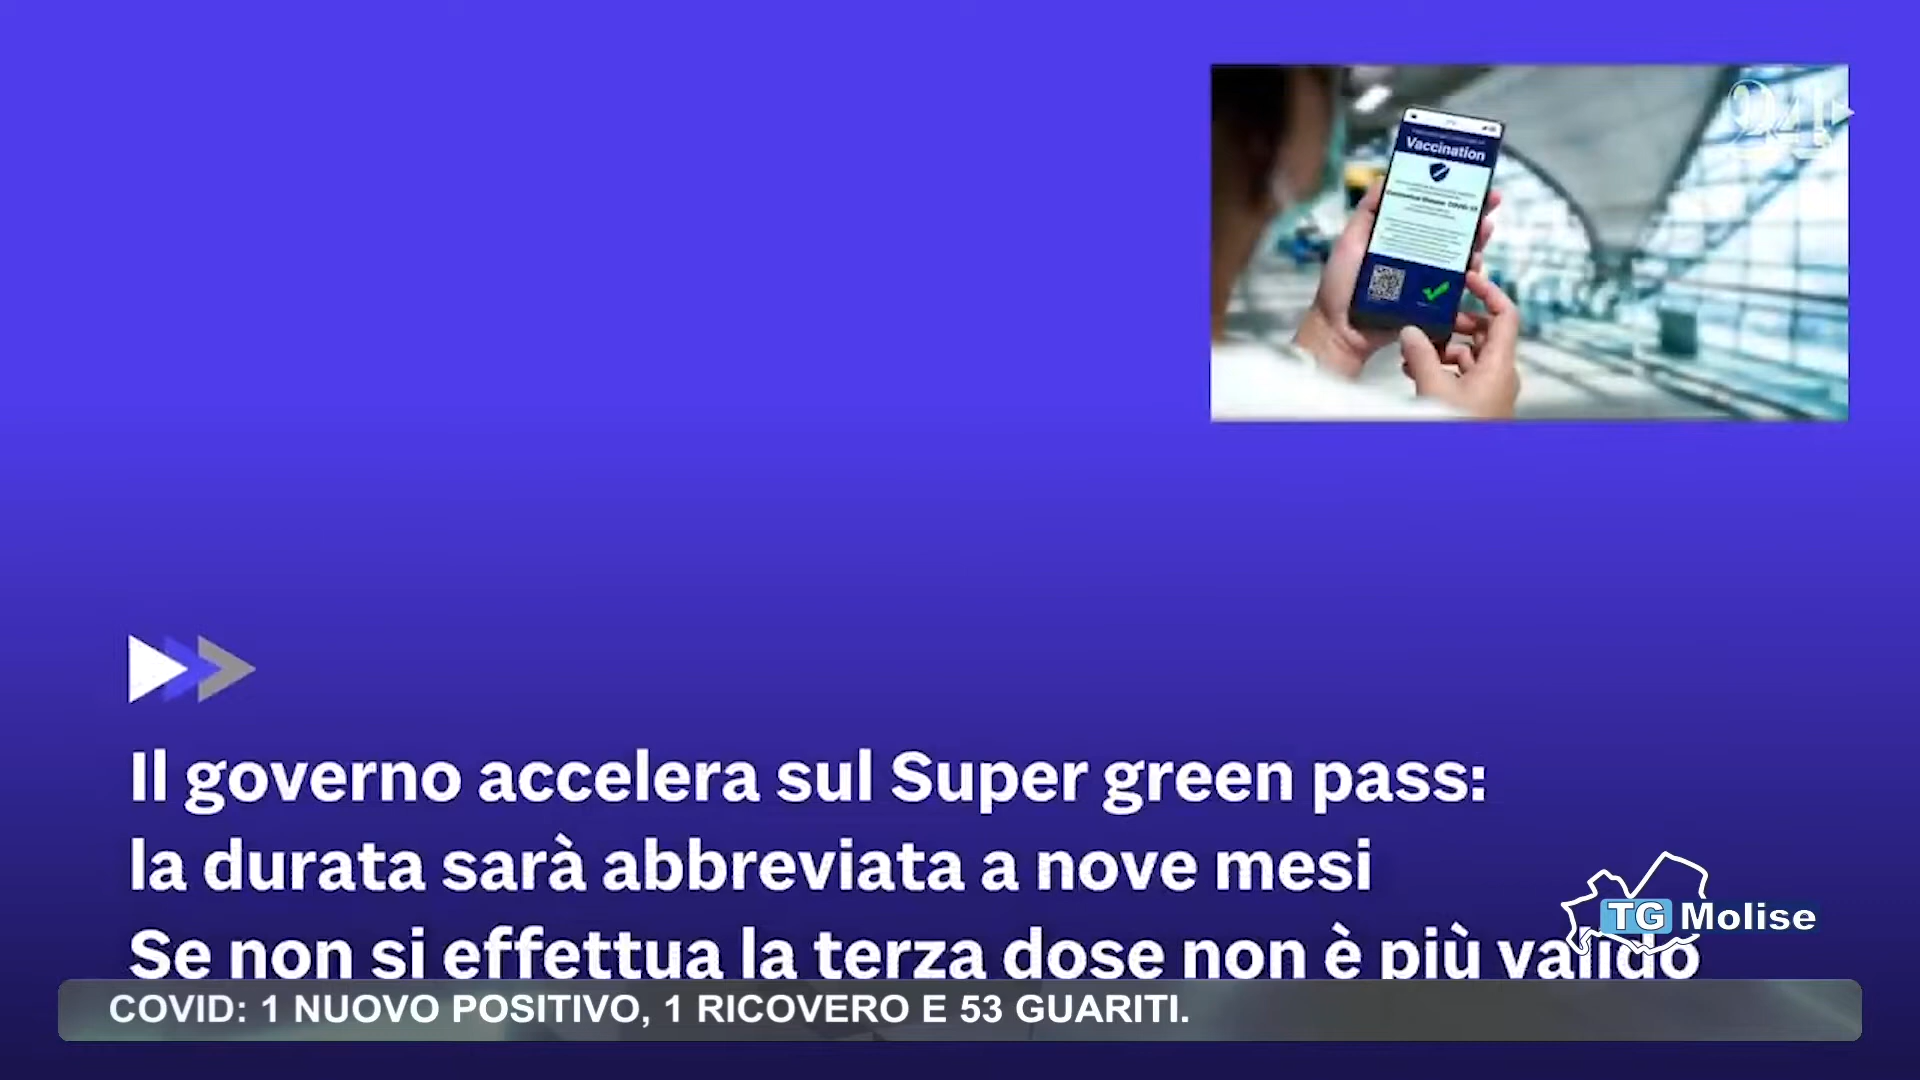 24
Vaccination
Il governo accelera sul Super green pass:
la durata sarà abbreviata a nove mesi
Se non si effettua la terza dose non è più valido
TG Molise
COVID: 1 NUOVO POSITIVO, 1 RICOVERO E 53 GUARITI.